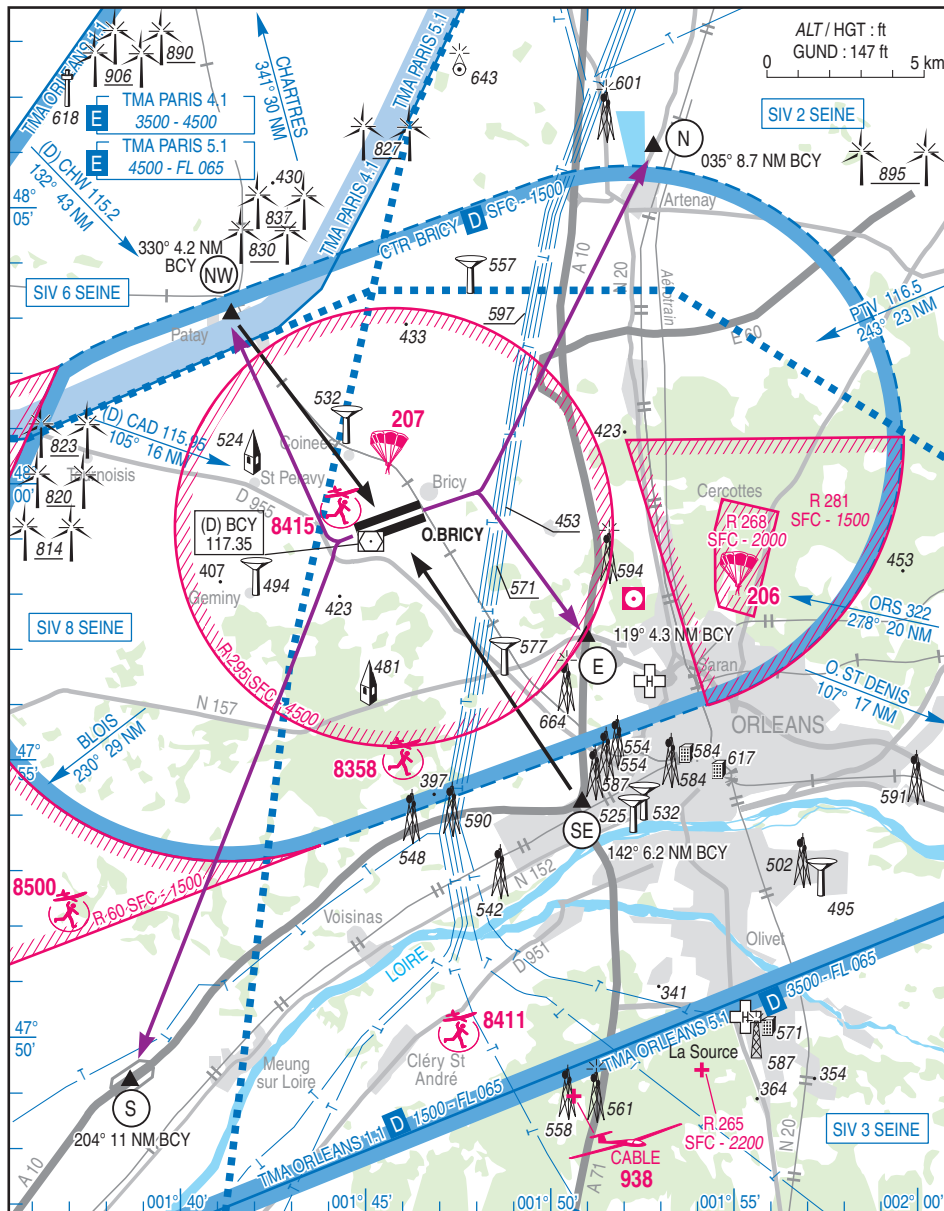 ALT / HGT : ft
GUND : 147 ft
0 5 km
TMA ORLEANS 1.1
890
906
618
CHARTRES
341° 30 NM
TMA PARIS 5.1
643
601
N
035° 8.7 NM BCY
SIV 2 SEINE
895
E TMA PARIS 4.1
3500 - 4500
E TMA PARIS 5.1
4500 - FL 065
827
(D) CHW 115.2
132° 43 NM
430
837
830
TMA PARIS 4.1
48°
05'
Artenay
CTR BRICY D SFC - 1500
330° 4.2 NM
BCY
NW
SIV 6 SEINE
Patay
557
A 10
N 20
Aérotrain
597
PTV 116.5
243° 23 NM
E 60
433
532
207
423
(D) CAD 115.95
105° 16 NM
524
Coinces
St Peravy
Bricy
823
Tournoisis
820
814
48°
00'
D 955
8415
(D) BCY
117.35
O.BRICY
453
571
594
Cercottes
R 281
SFC - 1500
R 268
SFC - 2000
206
453
407
494
Geminy
423
ORS 322
278° 20 NM
SIV 8 SEINE
577
119° 4.3 NM BCY
E
Saran
481
R 295 SFC - 4500
N 157
664
H
O. ST DENIS
107° 17 NM
ORLEANS
BLOIS
230° 29 NM
47°
55'
8358
397
554
554
587
584
584
617
591
548
590
525
532
SE
142° 6.2 NM BCY
502
495
8500
R 60 SFC - 1500
542
N 152
Voisinas
LOIRE
D951
Olivet
341
TMA ORLEANS 5.1 D 3500 - FL 065
47°
50'
8411
Meung
sur Loire
Cléry St
André
H
571
587
La Source
354
364
S
204° 11 NM BCY
TMA ORLEANS 1.1 D 1500 - FL 065
558
561
R 265
SFC - 2200
CABLE
938
SIV 3 SEINE
A 10
A 71
N 20
001° 40'
001° 45'
001° 50'
001° 55'
002° 00'